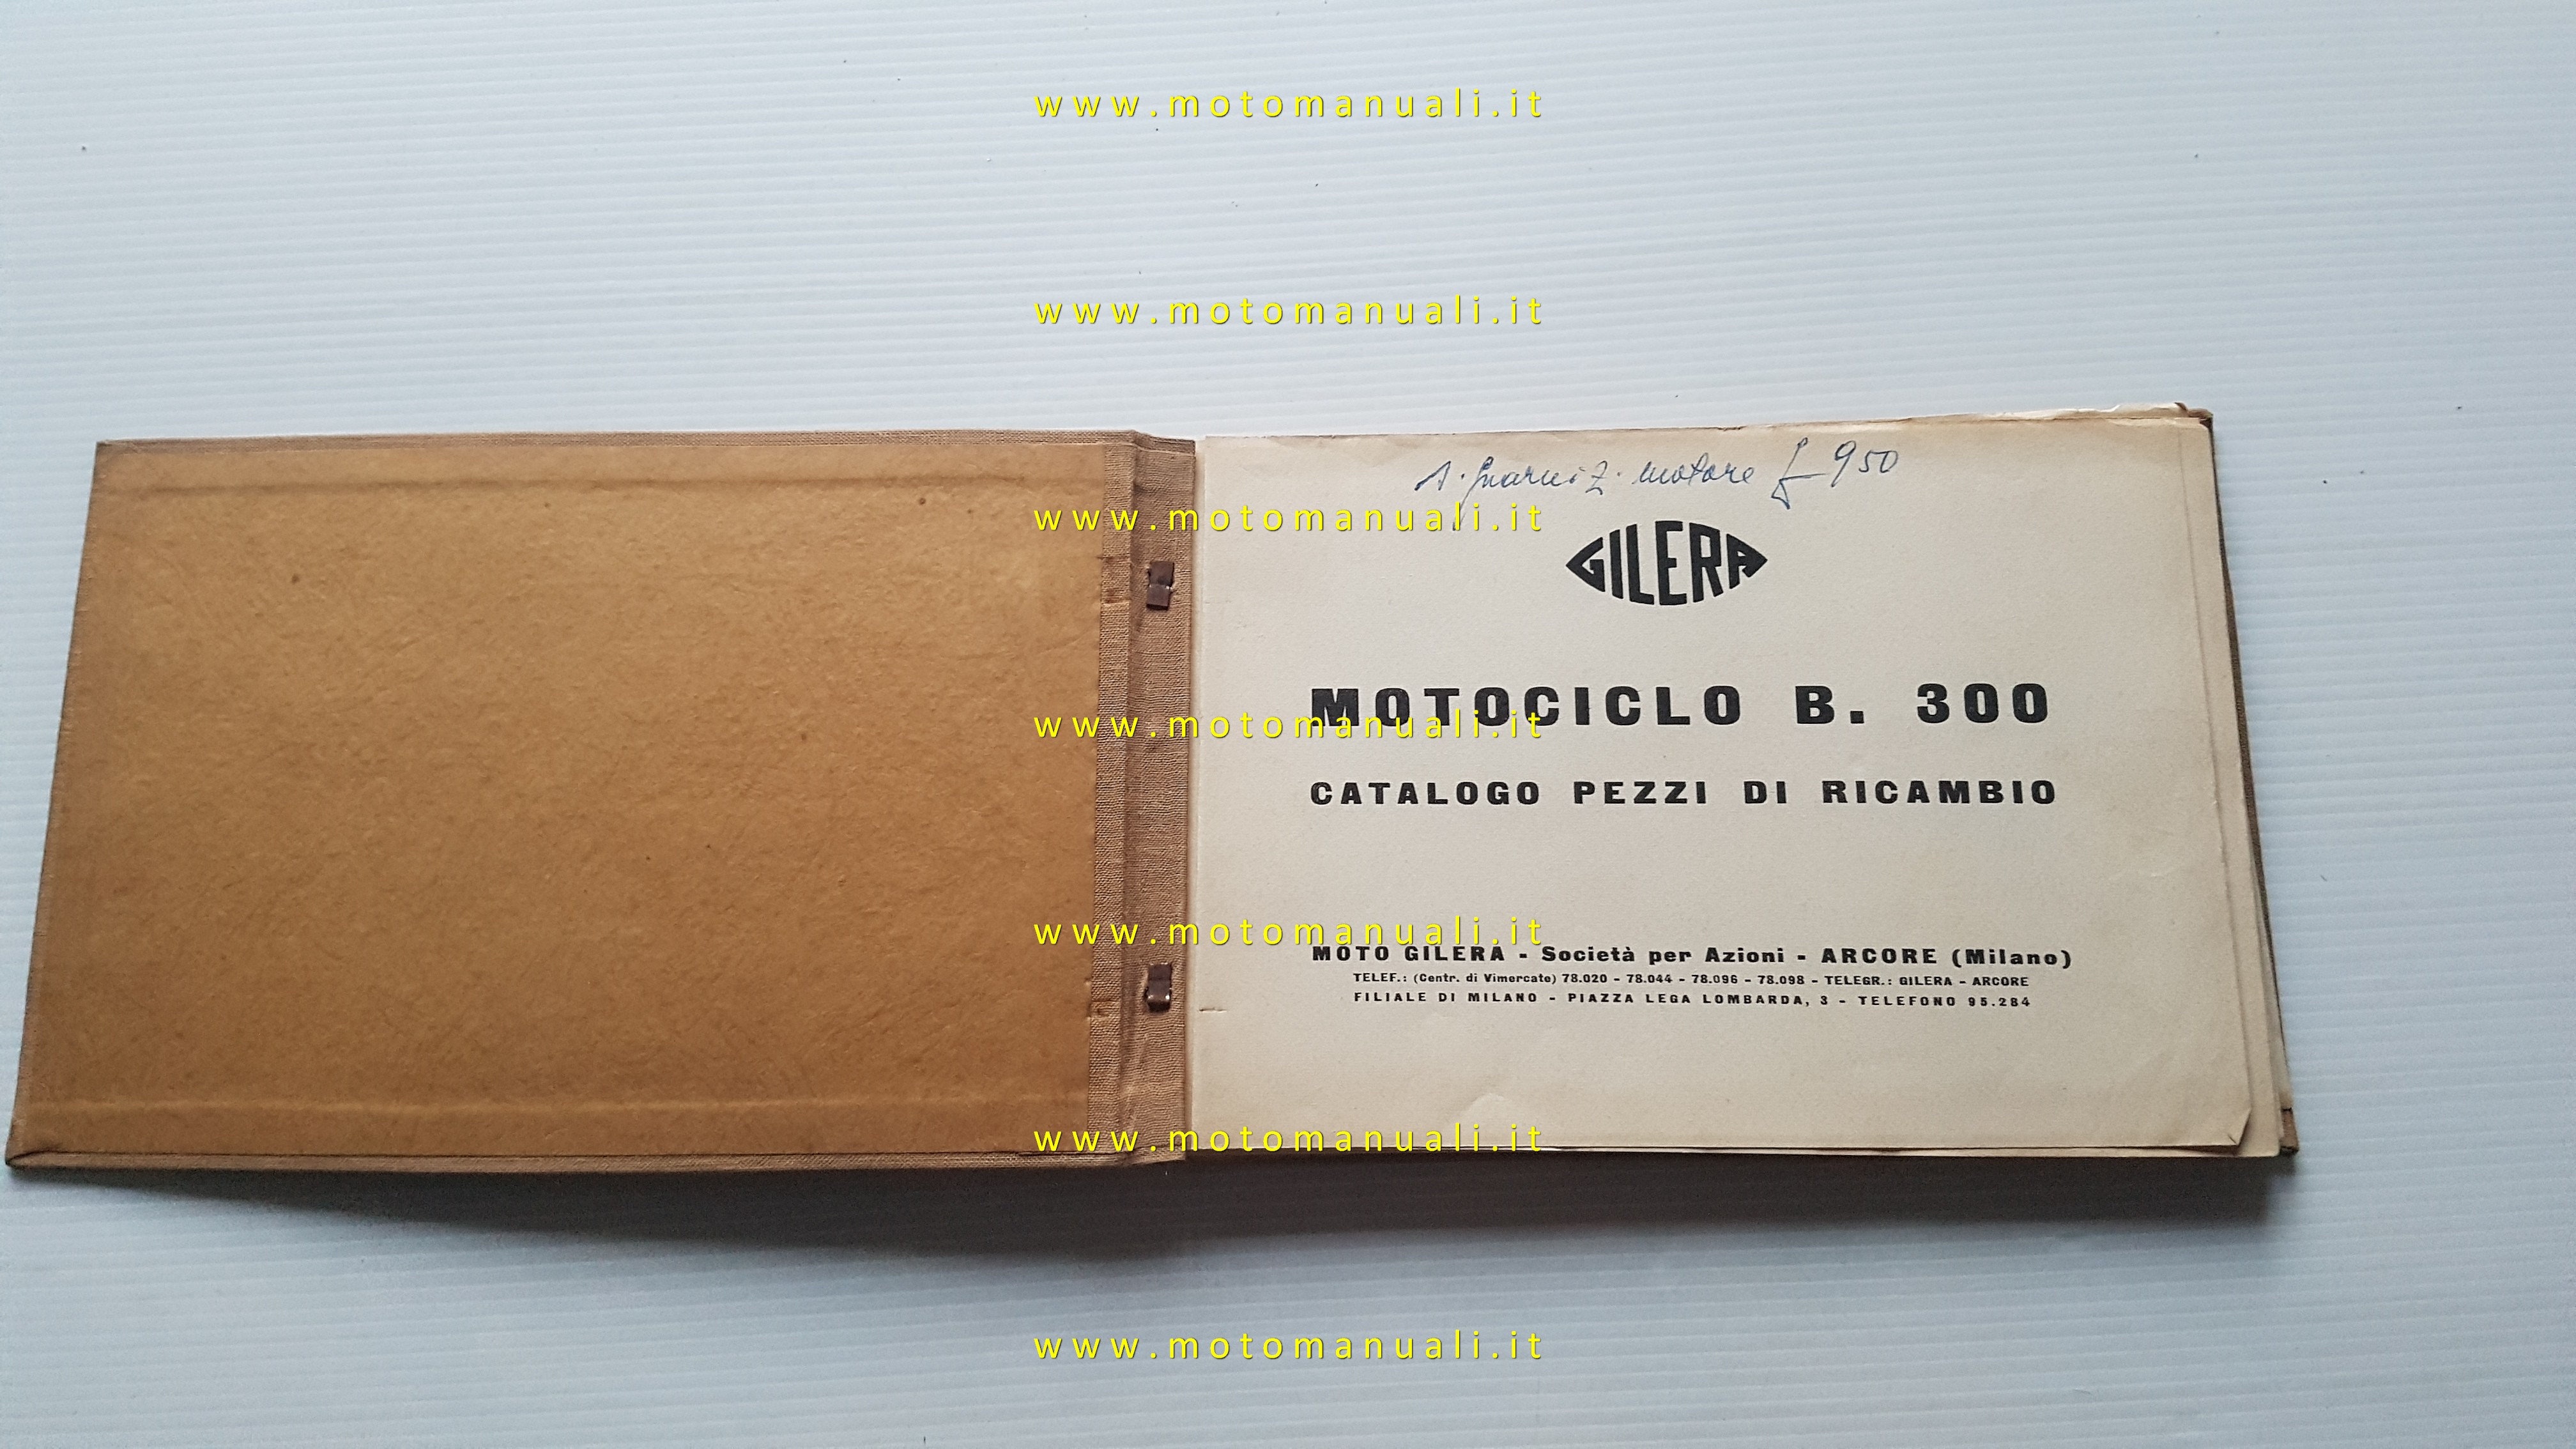 www.motomanuali.it
www.motomanuali.it
s. guarniz. motore £ 950
www.motomanuali.it
GILERA
MOTOCICLO B. 300
www.motomanuali.it
CATALOGO PEZZI DI RICAMBIO
www.motomanuali.it
MOTO GILERA - Società per Azioni - ARCORE (Milano)
TELEF.: (Centr. di Vimercate) 78.020 - 78.044 - 78.096 - 78.098 - TELEGR.: GILERA - ARCORE
FILIALE DI MILANO - PIAZZA LEGA LOMBARDA, 3 - TELEFONO 95.284
www.motomanuali.it
www.motomanuali.it